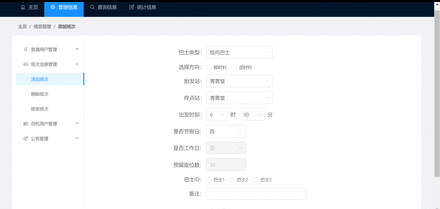 主页 管理信息 查询信息 统计信息
主页 / 信息管理 / 添加班次
普通用户管理
班次信息管理
添加班次
删除班次
修改班次
司机用户管理
公告管理
巴士类型： 校内巴士
选择方向： 顺时针 逆时针
始发站： 菁菁堂
终点站： 菁菁堂
出发时刻： 6 时 00 分
是否节假日： 否
是否工作日： 否
预留座位数： 30
巴士ID： 巴士1 巴士2 巴士3
备注：